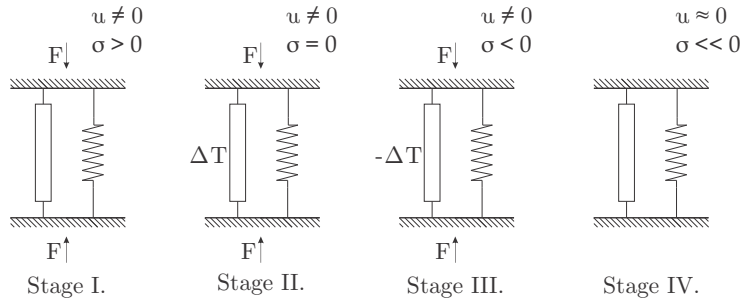 u ≠ 0
σ > 0
F
F
Stage I.
u ≠ 0
σ = 0
F
ΔT
F
Stage II.
u ≠ 0
σ < 0
F
-ΔT
F
Stage III.
u ≈ 0
σ << 0
Stage IV.